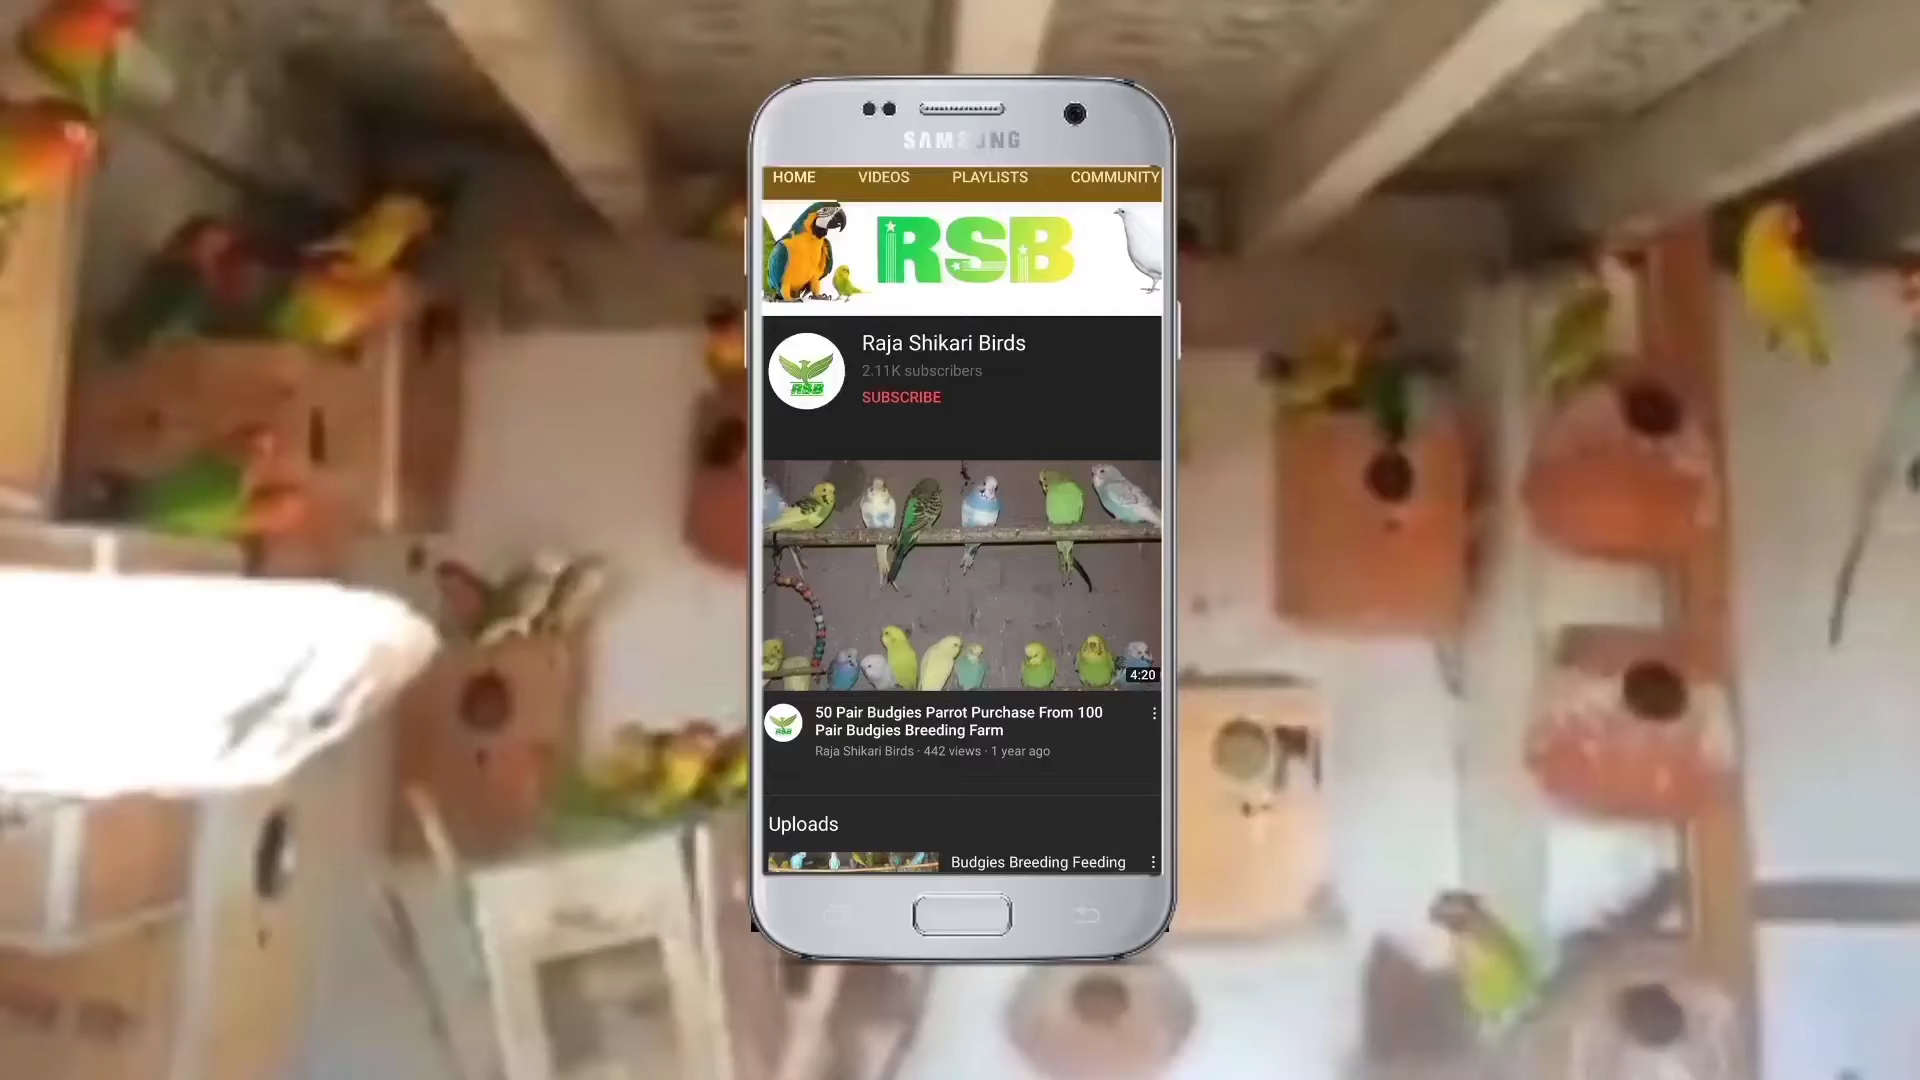 SAMSUNG
HOME VIDEOS PLAYLISTS COMMUNITY
RSB
Raja Shikari Birds
2.11K subscribers
SUBSCRIBE
RSB
4:20
50 Pair Budgies Parrot Purchase From 100
Pair Budgies Breeding Farm
Raja Shikari Birds · 442 views · 1 year ago
RSB
Uploads
Budgies Breeding Feeding